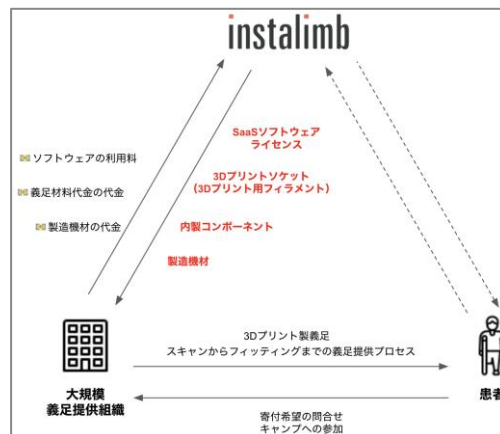 instalimb
SaaSソフトウェア
ライセンス
ソフトウェアの利用料
3Dプリントソケット
（3Dプリント用フィラメント）
義足材料代金の代金
製造機材の代金
内製コンポーネント
製造機材
3Dプリント製義足
スキャンからフィッティングまでの義足提供プロセス
大規模
義足提供組織
患者
寄付希望の問合せ
キャンプへの参加